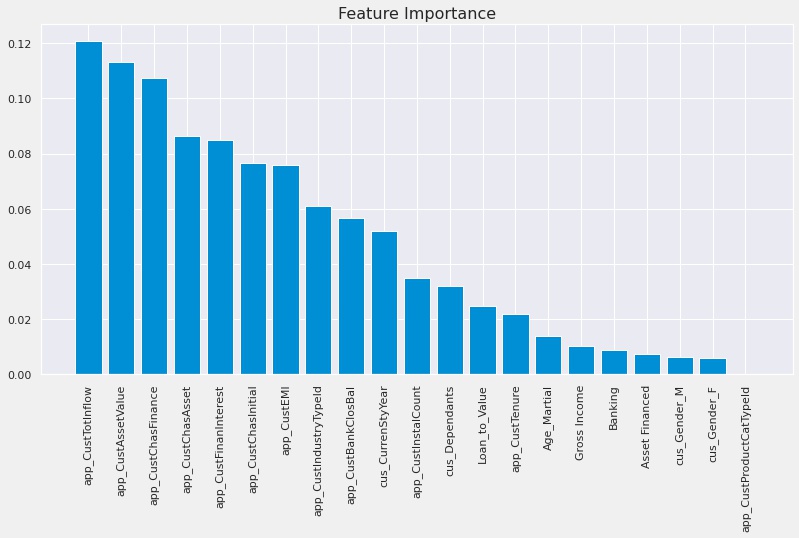 Feature Importance
0.12
0.10
0.08
0.06
0.04
0.02
0.00
app_CustTotInflow
app_CustAssetValue
app_CustChasFinance
app_CustChasAsset
app_CustFinanInterest
app_CustChasInitial
app_CustEMI
app_CustIndustryTypeId
app_CustBankClosBal
cus_CurrenStyYear
app_CustInstalCount
cus_Dependants
Loan_to_Value
app_CustTenure
Age_Martial
Gross Income
Banking
Asset Financed
cus_Gender_M
cus_Gender_F
app_CustProductCatTypeId